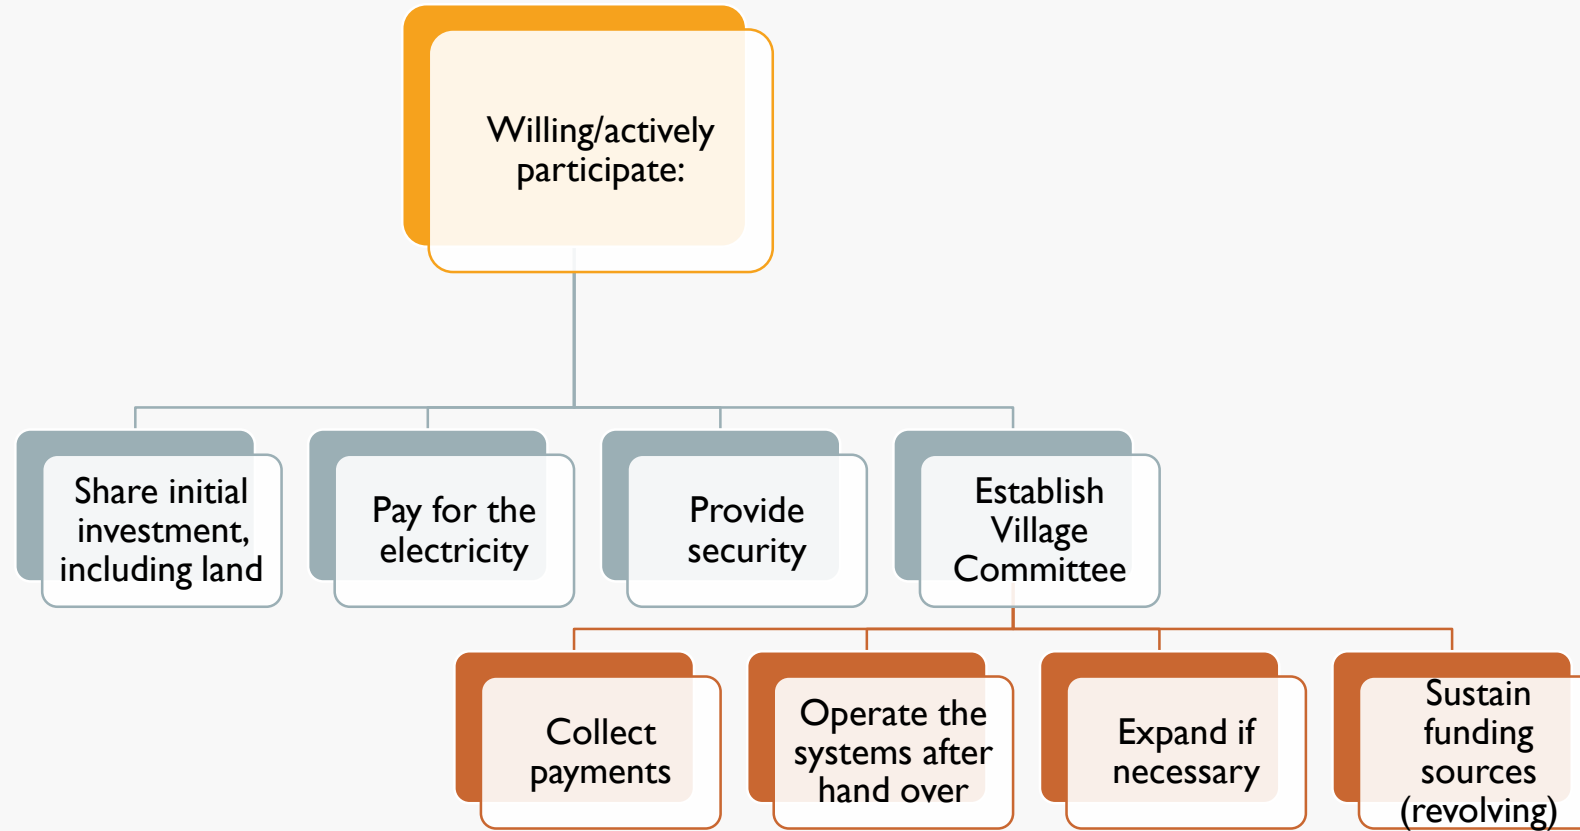 Willing/actively
participate:
Share initial
investment,
including land
Pay for the
electricity
Provide
security
Establish
Village
Committee
Collect
payments
Operate the
systems after
hand over
Expand if
necessary
Sustain
funding
sources
(revolving)